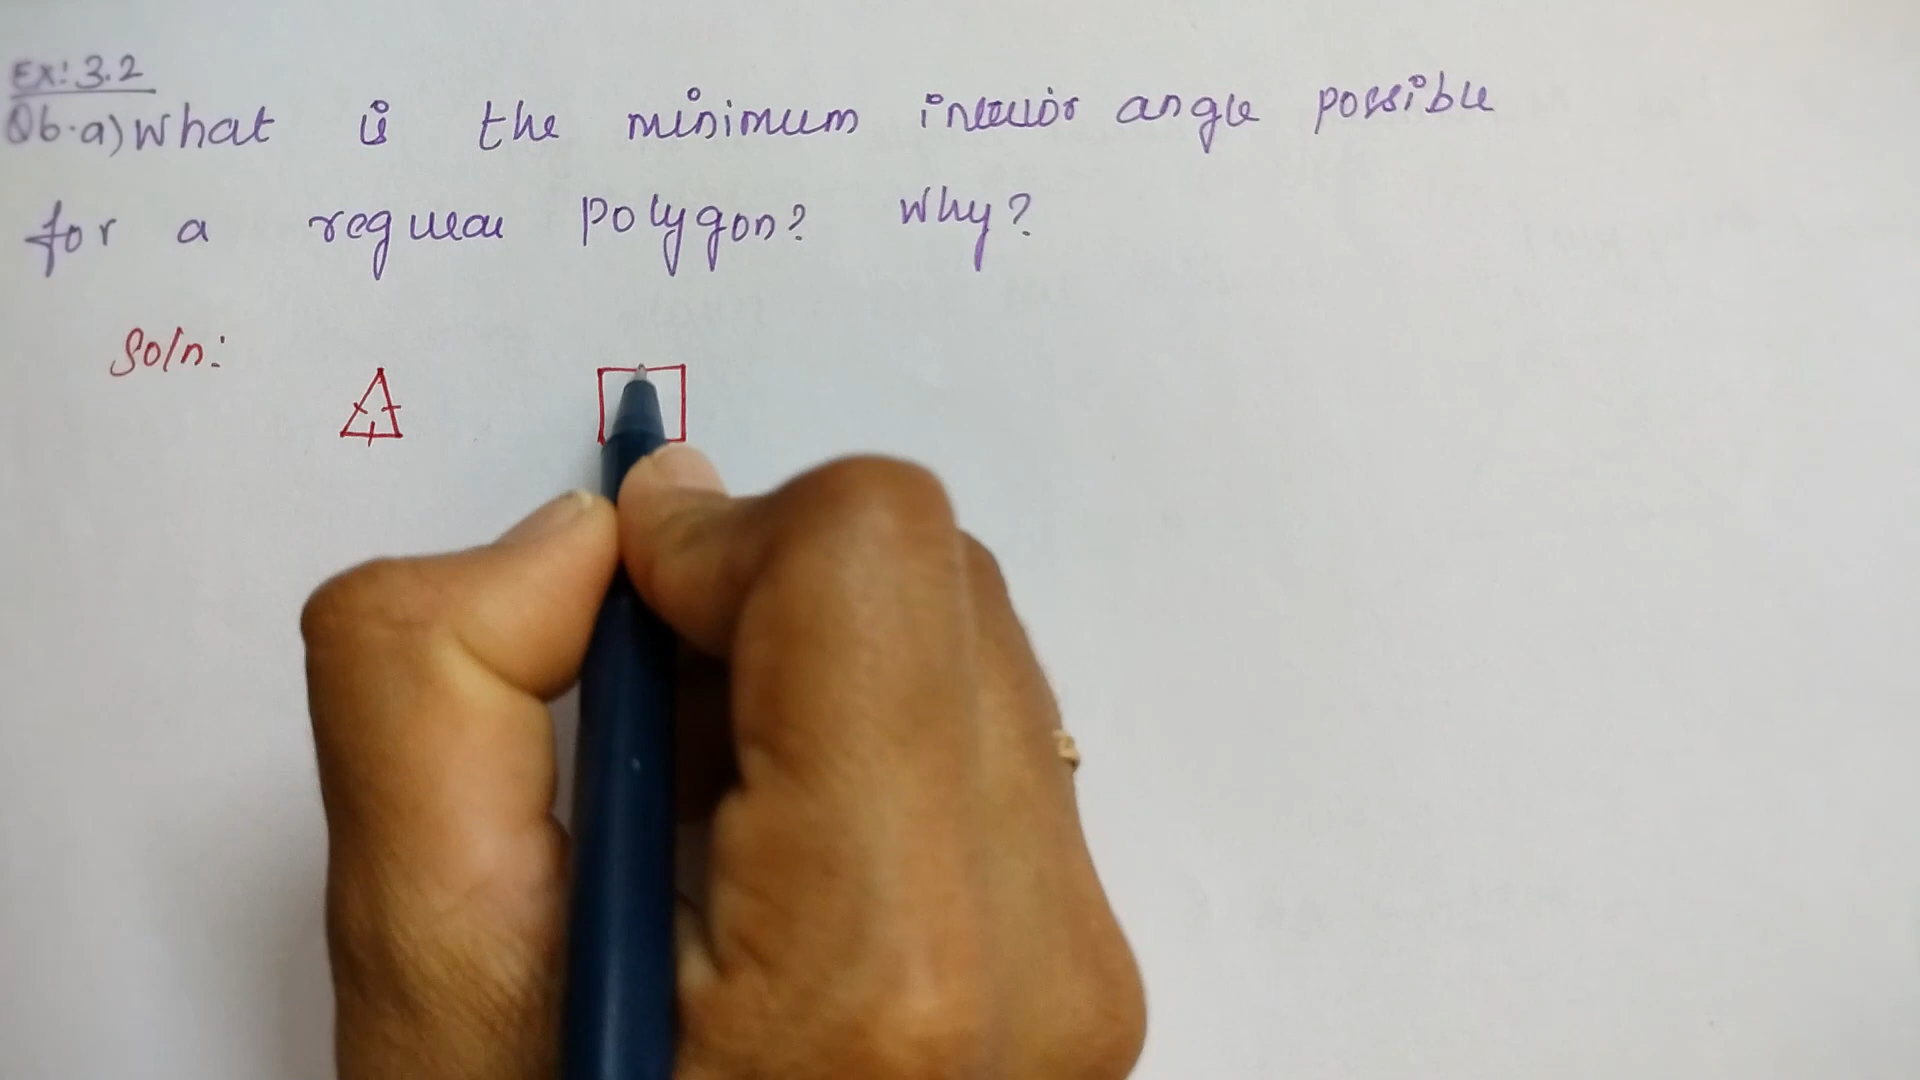 Ex: 3.2
Q6.a) What is the minimum interior angle possible
for a regular polygon? Why?
Soln: